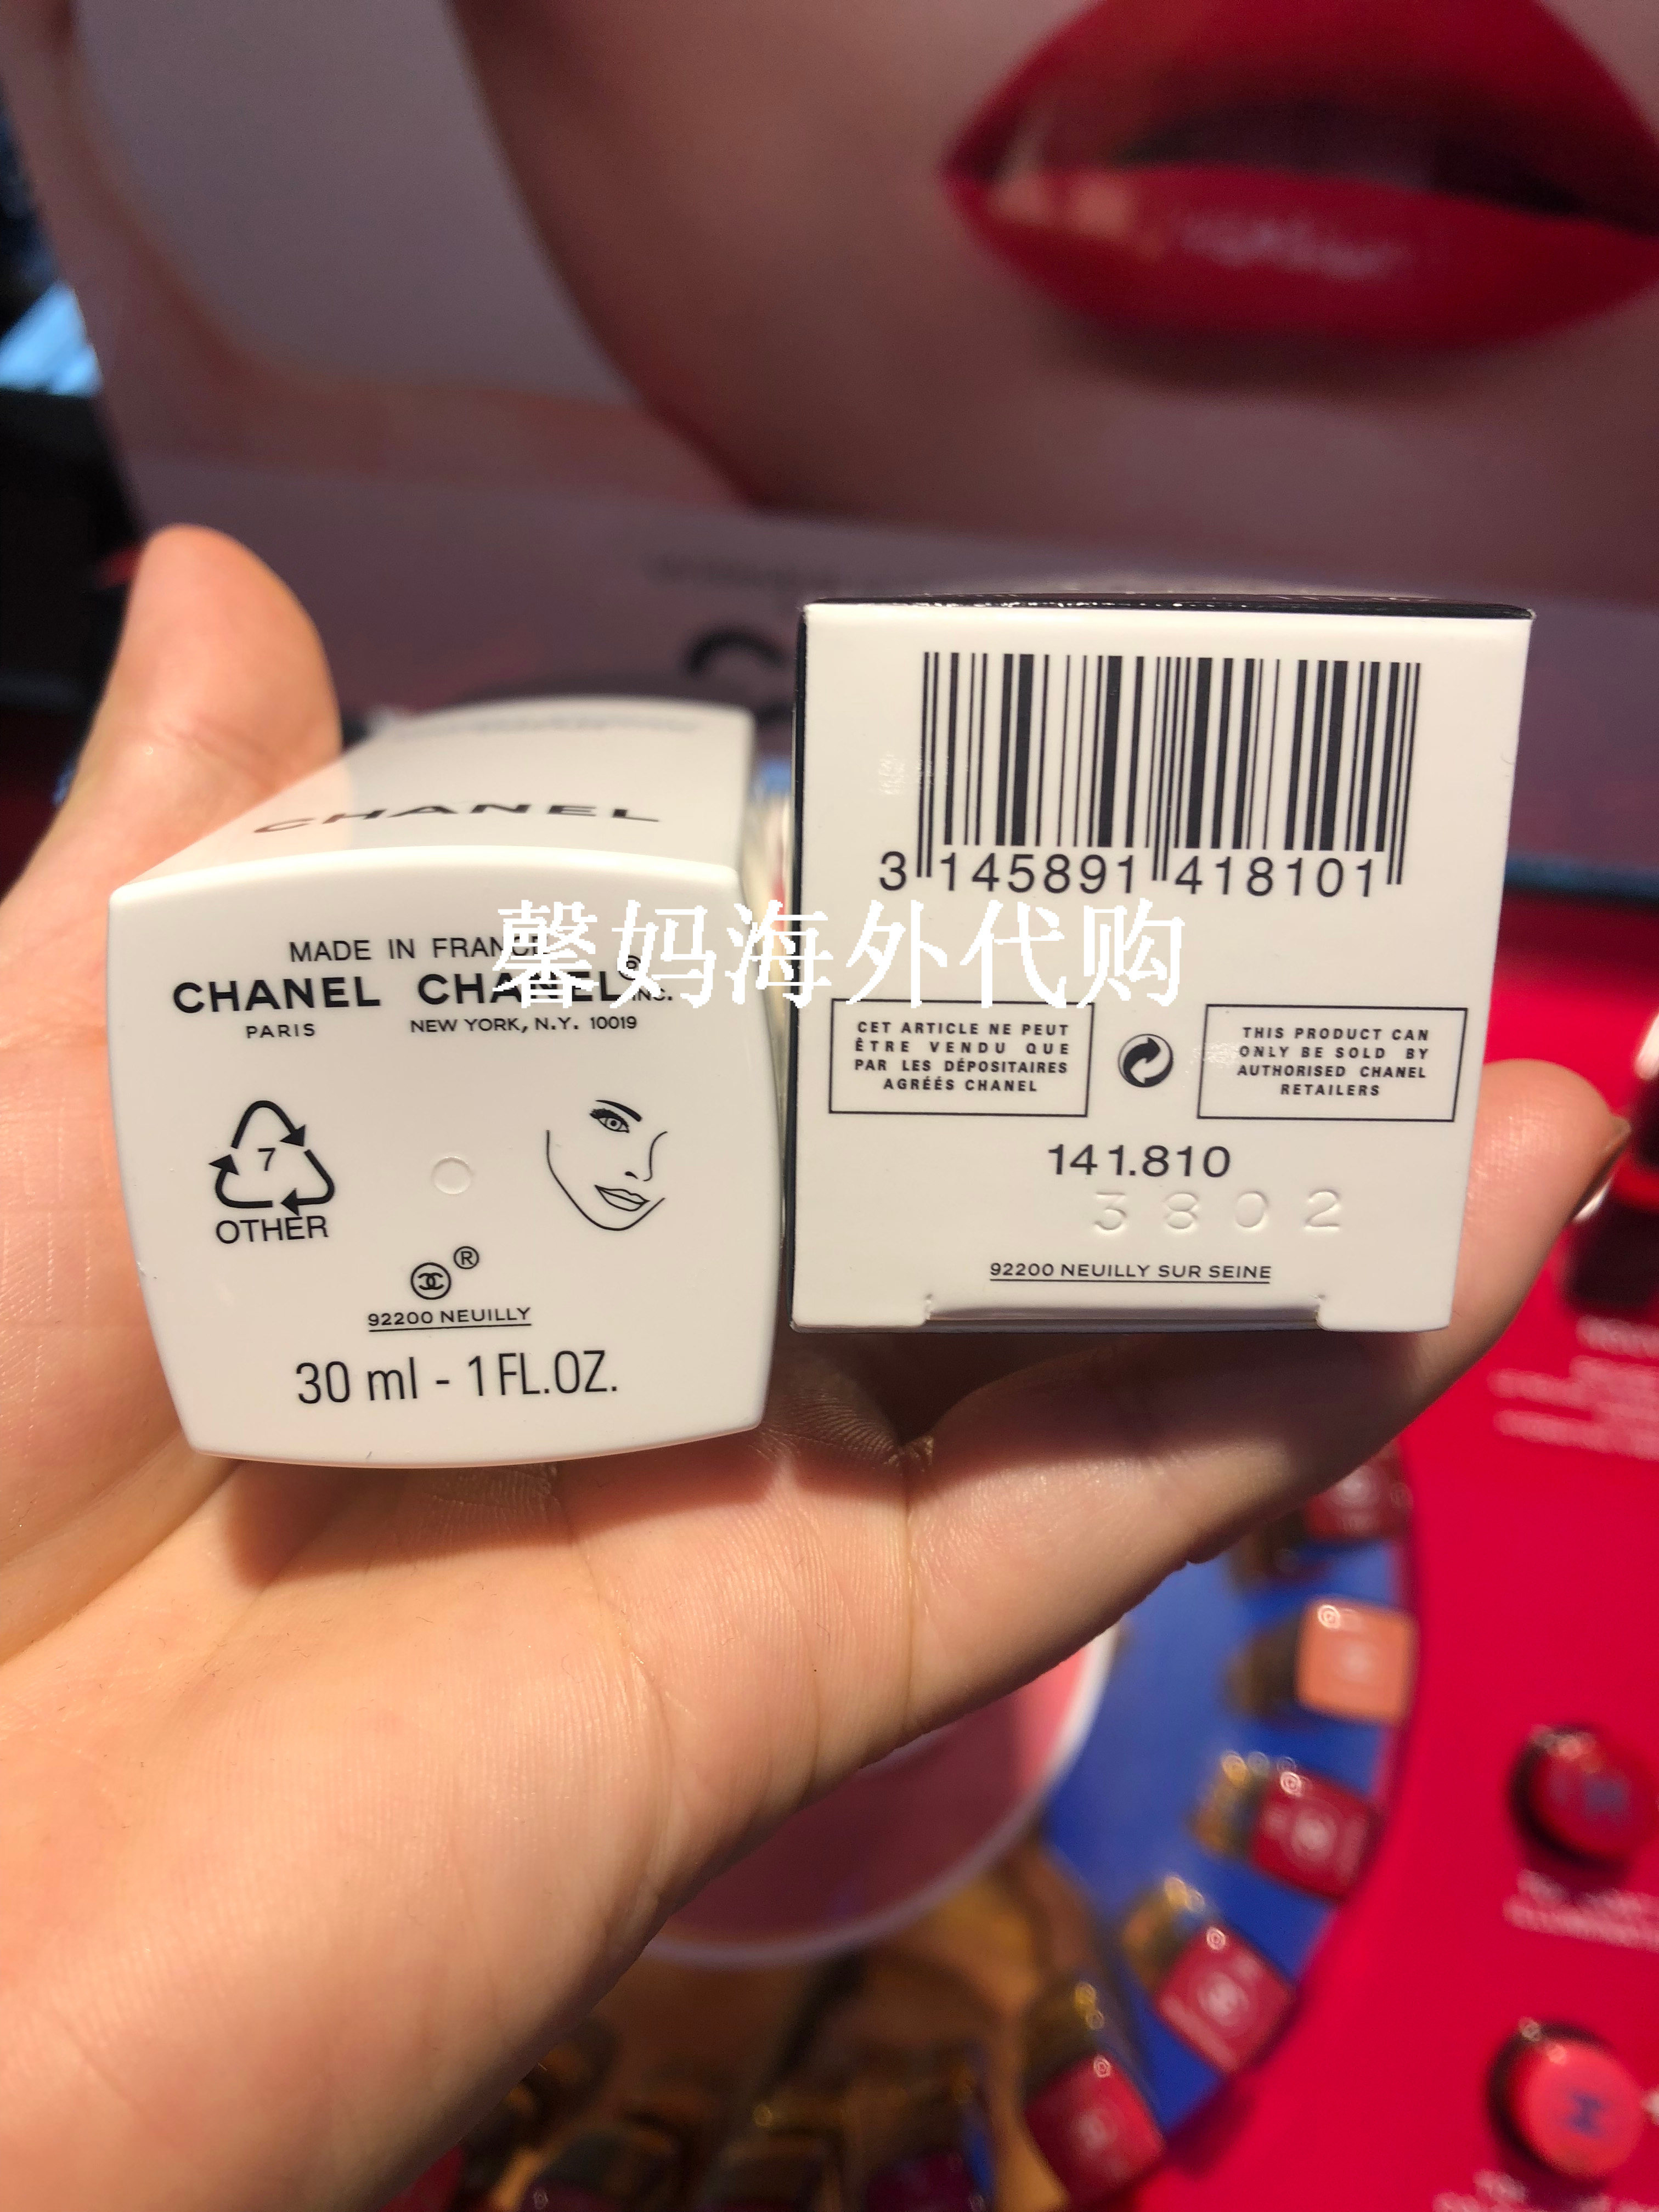 CHANEL
MADE IN FRANCE
CHANEL CHANEL® INC.
PARIS NEW YORK, N.Y. 10019
7
OTHER
®
92200 NEUILLY
30 ml - 1 FL.OZ.
3 145891 418101
馨妈海外代购
CET ARTICLE NE PEUT
ÊTRE VENDU QUE
PAR LES DÉPOSITAIRES
AGRÉÉS CHANEL
THIS PRODUCT CAN
ONLY BE SOLD BY
AUTHORISED CHANEL
RETAILERS
141.810
3802
92200 NEUILLY SUR SEINE